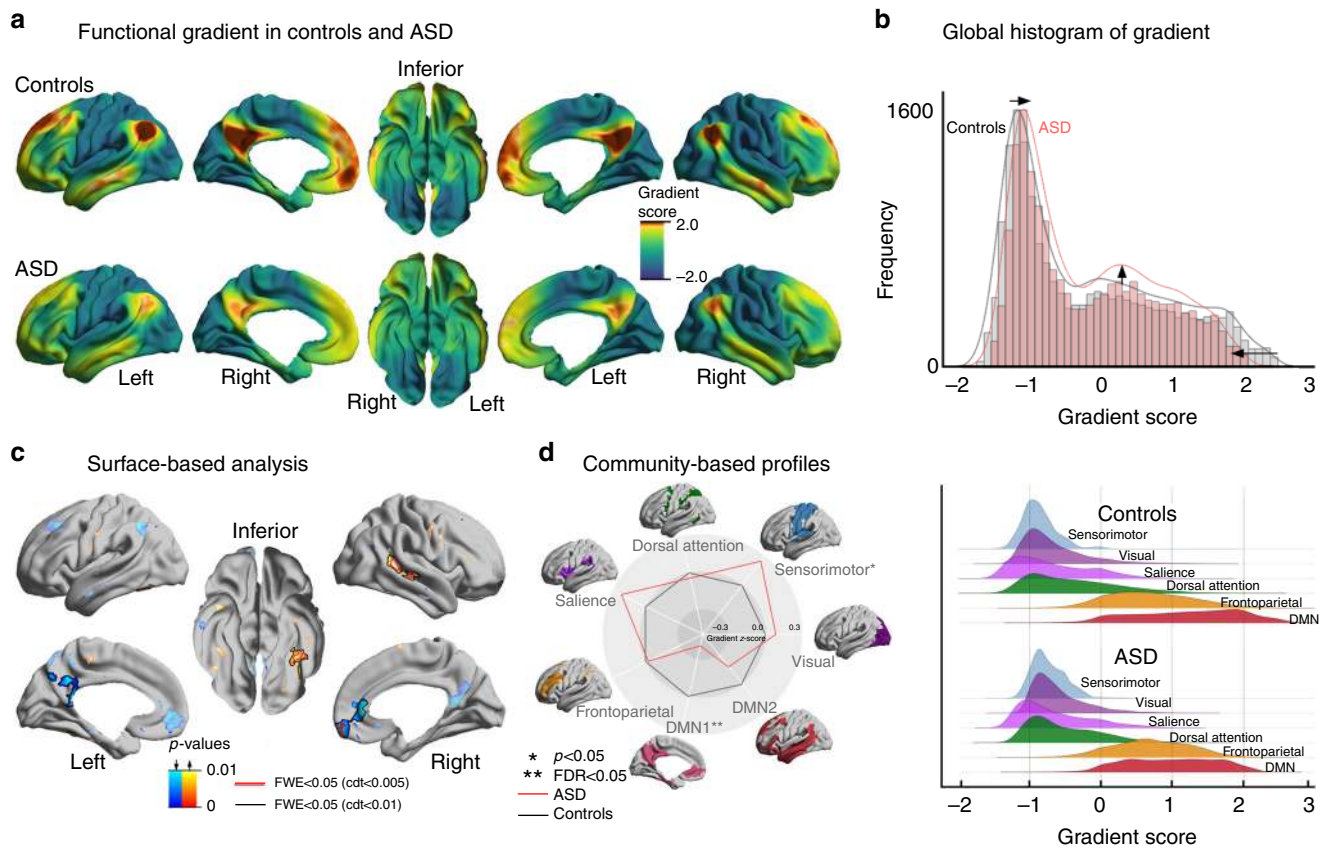 a
Functional gradient in controls and ASD
Controls
Inferior
Gradient
score
2.0
−2.0
ASD
Left
Right
Right
Left
Left
Right
b
Global histogram of gradient
1600
Controls
ASD
Frequency
0
−2
−1
0
1
2
3
Gradient score
c
Surface-based analysis
Inferior
Left
Right
p-values
0.01
0
FWE<0.05 (cdt<0.005)
FWE<0.05 (cdt<0.01)
d
Community-based profiles
Dorsal attention
Sensorimotor*
Salience
−0.3
0.0
0.3
Gradient z-score
Visual
Frontoparietal
DMN2
DMN1**
* p<0.05
** FDR<0.05
ASD
Controls
Controls
Sensorimotor
Visual
Salience
Dorsal attention
Frontoparietal
DMN
ASD
Sensorimotor
Visual
Salience
Dorsal attention
Frontoparietal
DMN
−2
−1
0
1
2
3
Gradient score